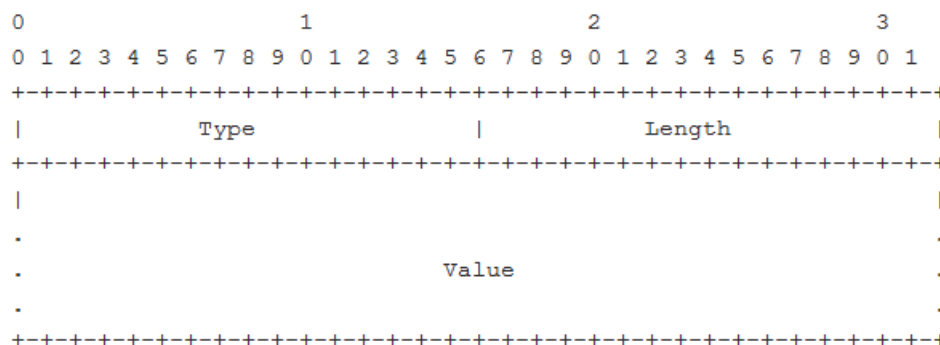 0                   1                   2                   3
0 1 2 3 4 5 6 7 8 9 0 1 2 3 4 5 6 7 8 9 0 1 2 3 4 5 6 7 8 9 0 1
+-+-+-+-+-+-+-+-+-+-+-+-+-+-+-+-+-+-+-+-+-+-+-+-+-+-+-+-+-+-+-+-+
|            Type               |           Length              |
+-+-+-+-+-+-+-+-+-+-+-+-+-+-+-+-+-+-+-+-+-+-+-+-+-+-+-+-+-+-+-+-+
|                                                               |
.                                                               .
.                             Value                             .
.                                                               .
+-+-+-+-+-+-+-+-+-+-+-+-+-+-+-+-+-+-+-+-+-+-+-+-+-+-+-+-+-+-+-+-+